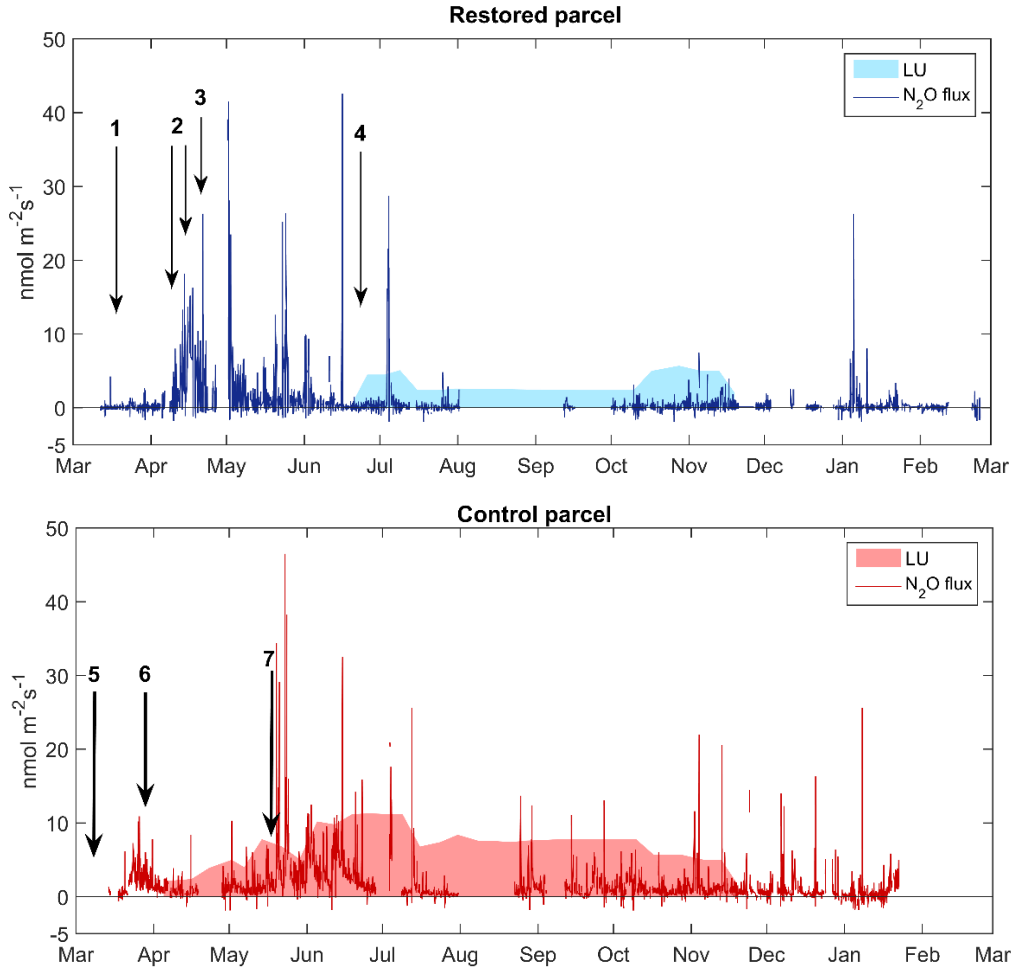 Restored parcel
50
40
30
20
10
0
-5
nmol m-2s-1
1
2
3
4
LU
N2O flux
Mar Apr May Jun Jul Aug Sep Oct Nov Dec Jan Feb Mar
Control parcel
50
40
30
20
10
0
-5
nmol m-2s-1
5
6
7
LU
N2O flux
Mar Apr May Jun Jul Aug Sep Oct Nov Dec Jan Feb Mar